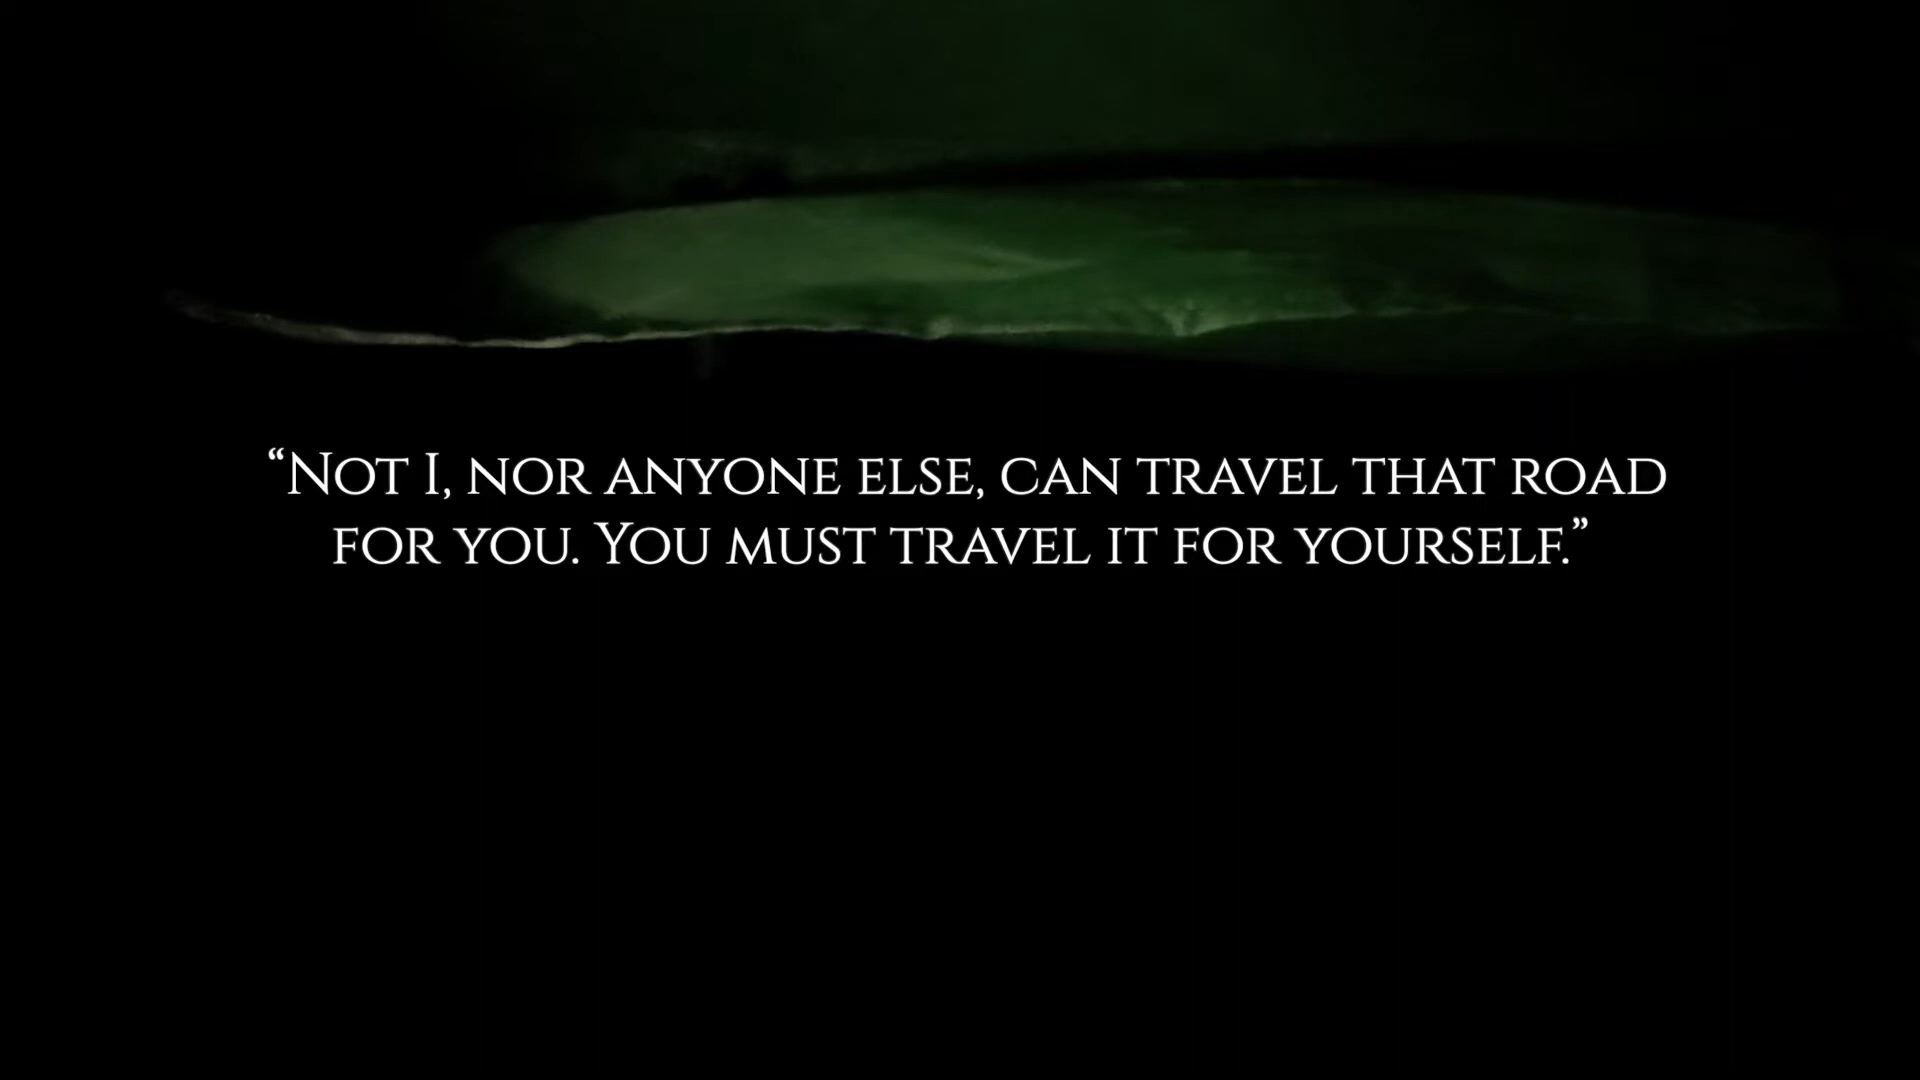 “Not I, nor anyone else, can travel that road
for you. You must travel it for yourself.”